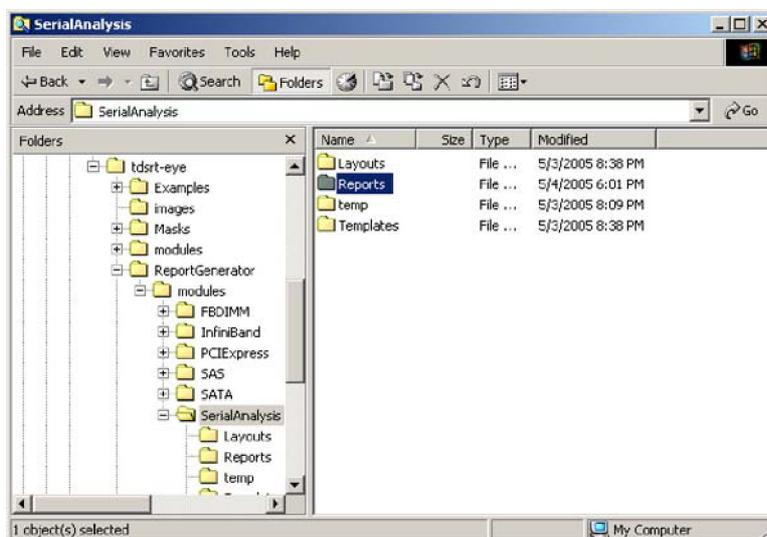 SerialAnalysis
File Edit View Favorites Tools Help
Back Search Folders
Address SerialAnalysis Go
Folders
tdsrt-eye
Examples
images
Masks
modules
ReportGenerator
modules
FBDIMM
InfiniBand
PCIExpress
SAS
SATA
SerialAnalysis
Layouts
Reports
temp
Name Size Type Modified
Layouts File ... 5/3/2005 8:38 PM
Reports File ... 5/4/2005 6:01 PM
temp File ... 5/3/2005 8:09 PM
Templates File ... 5/3/2005 8:38 PM
1 object(s) selected My Computer